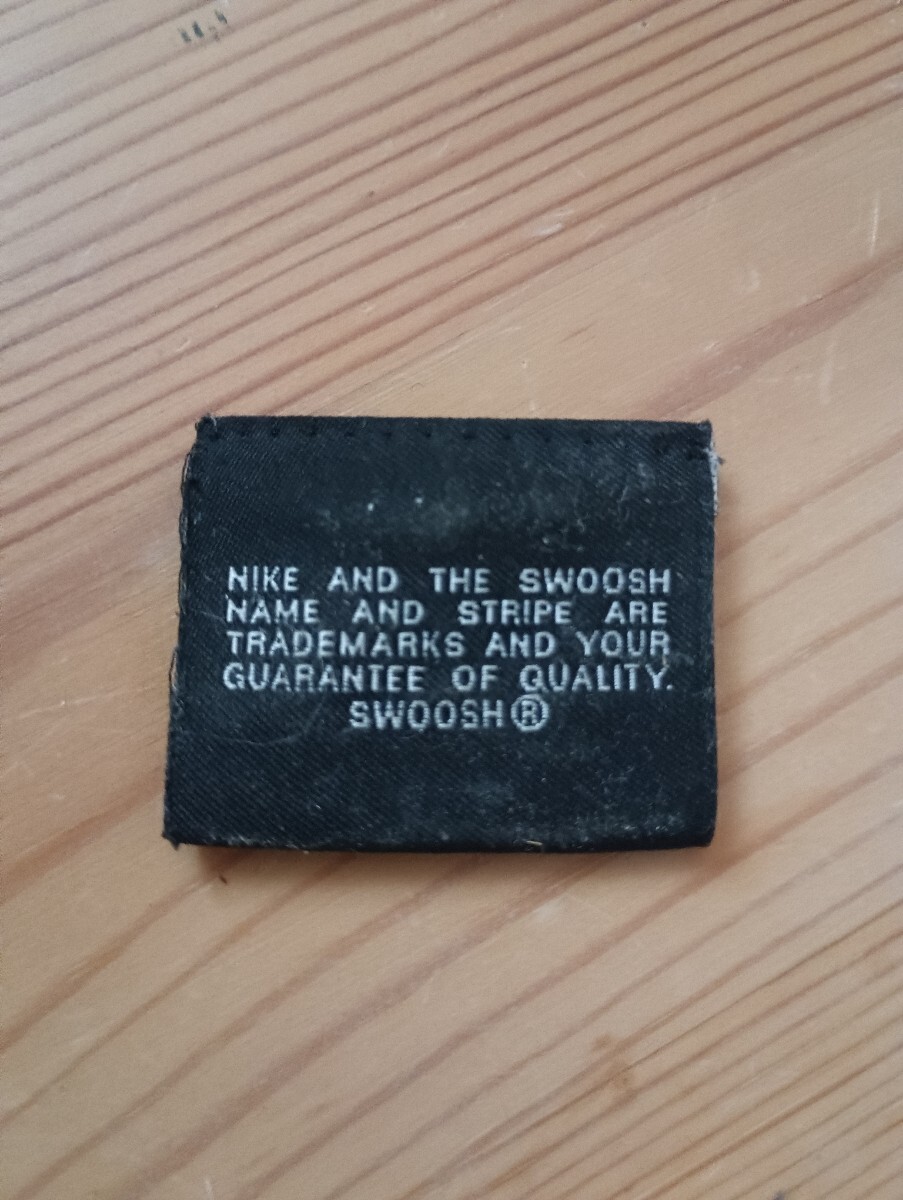 NIKE AND THE SWOOSH
NAME AND STRIPE ARE
TRADEMARKS AND YOUR
GUARANTEE OF QUALITY.
SWOOSH®